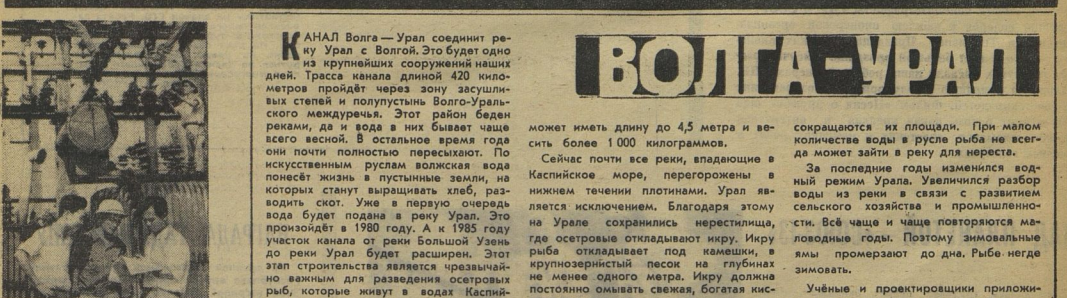 ВОЛГА-УРАЛ
КАНАЛ Волга — Урал соединит ре-
ку Урал с Волгой. Это будет одно
из крупнейших сооружений наших
дней. Трасса канала длиной 420 кило-
метров пройдёт через зону засушли-
вых степей и полупустынь Волго-Ураль-
ского междуречья. Этот район беден
реками, да и вода в них бывает чаще
всего весной. В остальное время года
они почти полностью пересыхают. По
искусственным руслам волжская вода
понесёт жизнь в пустынные земли, на
которых станут выращивать хлеб, раз-
водить скот. Уже в первую очередь
вода будет подана в реку Урал. Это
произойдёт в 1980 году. А к 1985 году
участок канала от реки Большой Узень
до реки Урал будет расширен. Этот
этап строительства является чрезвычай-
но важным для разведения осетровых
рыб, которые живут в водах Каспий-
может иметь длину до 4,5 метра и ве-
сить более 1 000 килограммов.
Сейчас почти все реки, впадающие в
Каспийское море, перегорожены в
нижнем течении плотинами. Урал яв-
ляется исключением. Благодаря этому
на Урале сохранились нерестилища,
где осетровые откладывают икру. Икру
рыба откладывает под камешки, в
крупнозернистый песок на глубинах
не менее одного метра. Икру должна
постоянно омывать свежая, богатая кис-
сокращаются их площади. При малом
количестве воды в русле рыба не всег-
да может зайти в реку для нереста.
За последние годы изменился вод-
ный режим Урала. Увеличился разбор
воды из реки в связи с развитием
сельского хозяйства и промышленно-
сти. Всё чаще и чаще повторяются ма-
ловодные годы. Поэтому зимовальные
ямы промерзают до дна. Рыбе негде
зимовать.
Учёные и проектировщики приложи-